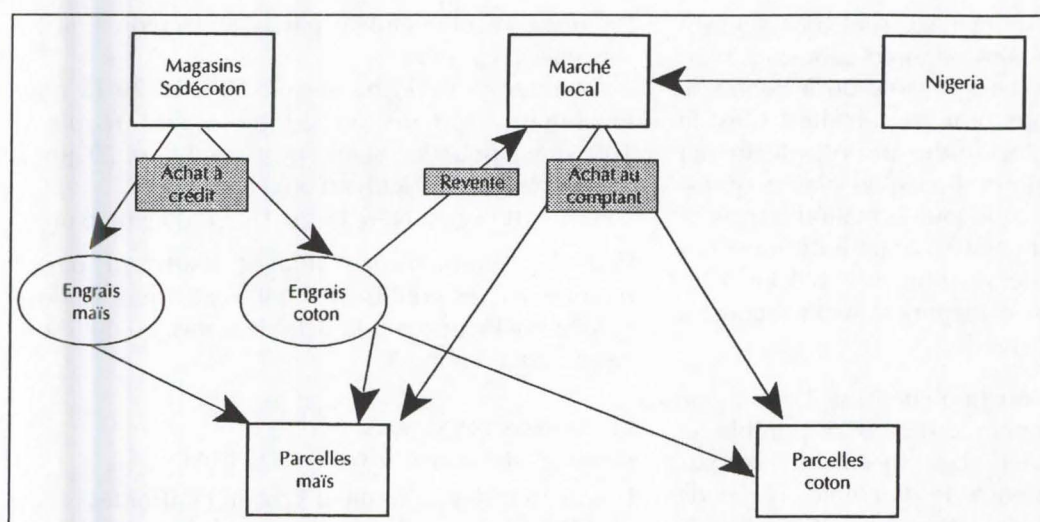 Magasins
Sodécoton
Marché
local
Nigeria
Achat à
crédit
Revente
Achat au
comptant
Engrais
maïs
Engrais
coton
Parcelles
maïs
Parcelles
coton